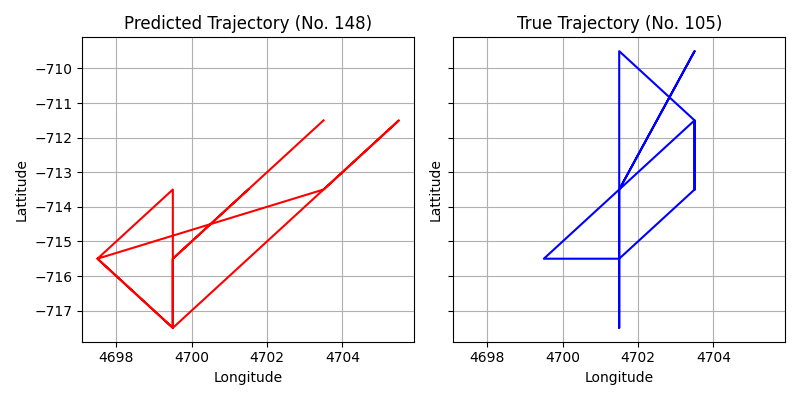 Predicted Trajectory (No. 148)
True Trajectory (No. 105)
Lattitude
−710
−711
−712
−713
−714
−715
−716
−717
4698
4700
4702
4704
Longitude
Lattitude
4698
4700
4702
4704
Longitude